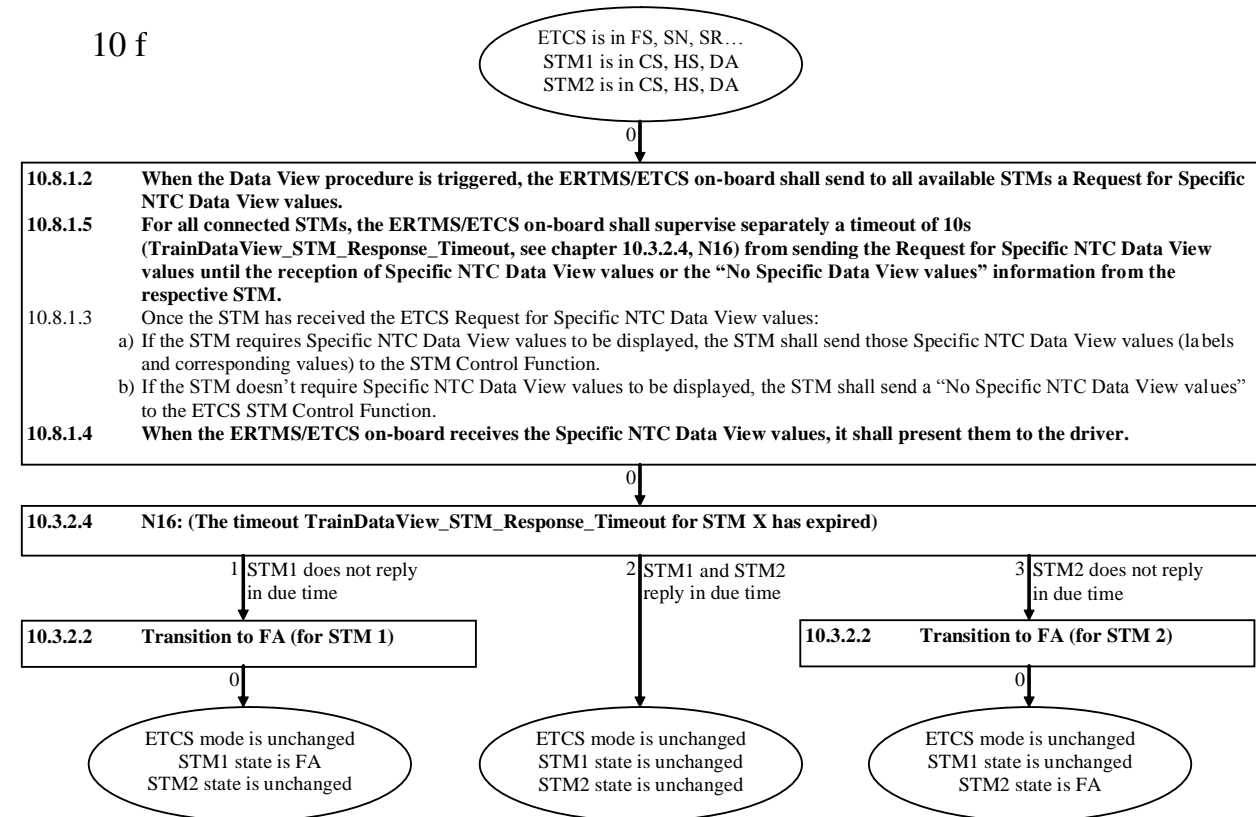 10 f
ETCS is in FS, SN, SR…
STM1 is in CS, HS, DA
STM2 is in CS, HS, DA
0
10.8.1.2 When the Data View procedure is triggered, the ERTMS/ETCS on-board shall send to all available STMs a Request for Specific
NTC Data View values.
10.8.1.5 For all connected STMs, the ERTMS/ETCS on-board shall supervise separately a timeout of 10s
(TrainDataView_STM_Response_Timeout, see chapter 10.3.2.4, N16) from sending the Request for Specific NTC Data View
values until the reception of Specific NTC Data View values or the “No Specific Data View values” information from the
respective STM.
10.8.1.3 Once the STM has received the ETCS Request for Specific NTC Data View values:
a) If the STM requires Specific NTC Data View values to be displayed, the STM shall send those Specific NTC Data View values (labels
and corresponding values) to the STM Control Function.
b) If the STM doesn’t require Specific NTC Data View values to be displayed, the STM shall send a “No Specific NTC Data View values”
to the ETCS STM Control Function.
10.8.1.4 When the ERTMS/ETCS on-board receives the Specific NTC Data View values, it shall present them to the driver.
0
10.3.2.4 N16: (The timeout TrainDataView_STM_Response_Timeout for STM X has expired)
1 STM1 does not reply
in due time
2 STM1 and STM2
reply in due time
3 STM2 does not reply
in due time
10.3.2.2 Transition to FA (for STM 1)
10.3.2.2 Transition to FA (for STM 2)
0
0
ETCS mode is unchanged
STM1 state is FA
STM2 state is unchanged
ETCS mode is unchanged
STM1 state is unchanged
STM2 state is unchanged
ETCS mode is unchanged
STM1 state is unchanged
STM2 state is FA